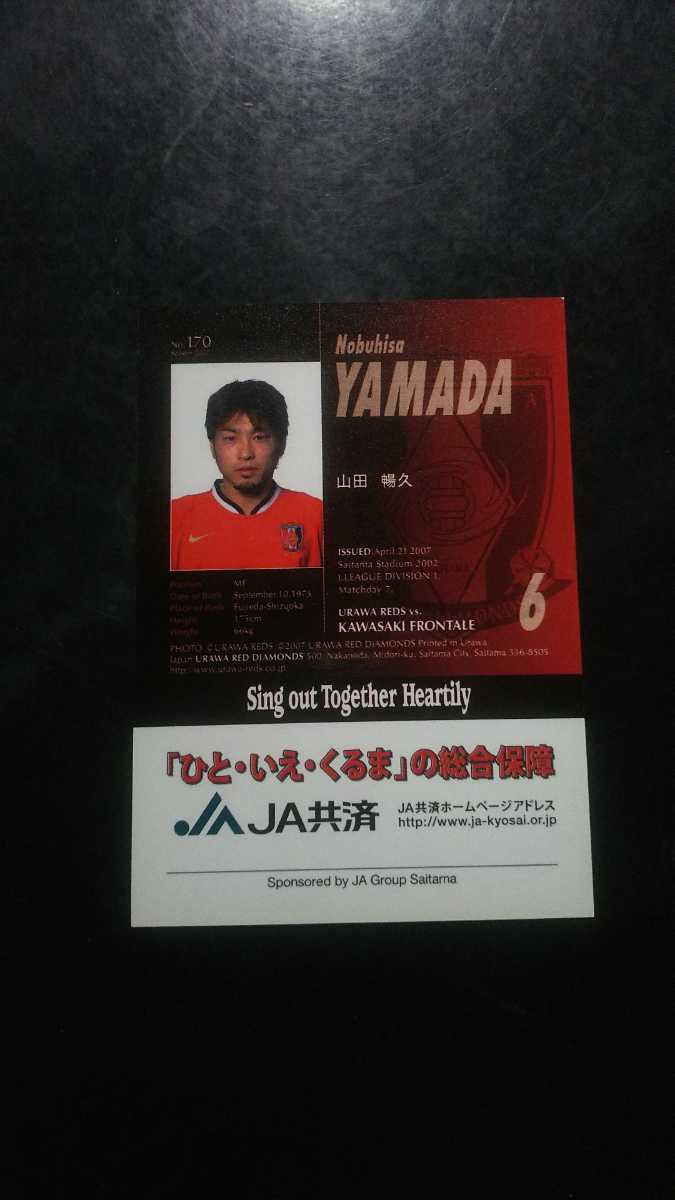 No. 170
Nobuhisa
YAMADA
山田 暢久
ISSUED: April 21 2007
Saitama Stadium 2002
J.LEAGUE DIVISION 1,
Matchday 7,
URAWA REDS vs.
KAWASAKI FRONTALE
6
Position MF
Date of Birth September.10.1975
Place of Birth Fujieda-Shizuoka
Height 175cm
Weight 66kg
PHOTO ©URAWA REDS ©2007 URAWA RED DIAMONDS Printed in Urawa,
Japan URAWA RED DIAMONDS 500, Nakanoda, Midori-ku, Saitama City, Saitama 336-8505
http://www.urawa-reds.co.jp
Sing out Together Heartily
「ひと・いえ・くるま」の総合保障
JA共済
JA共済ホームページアドレス
http://www.ja-kyosai.or.jp
Sponsored by JA Group Saitama